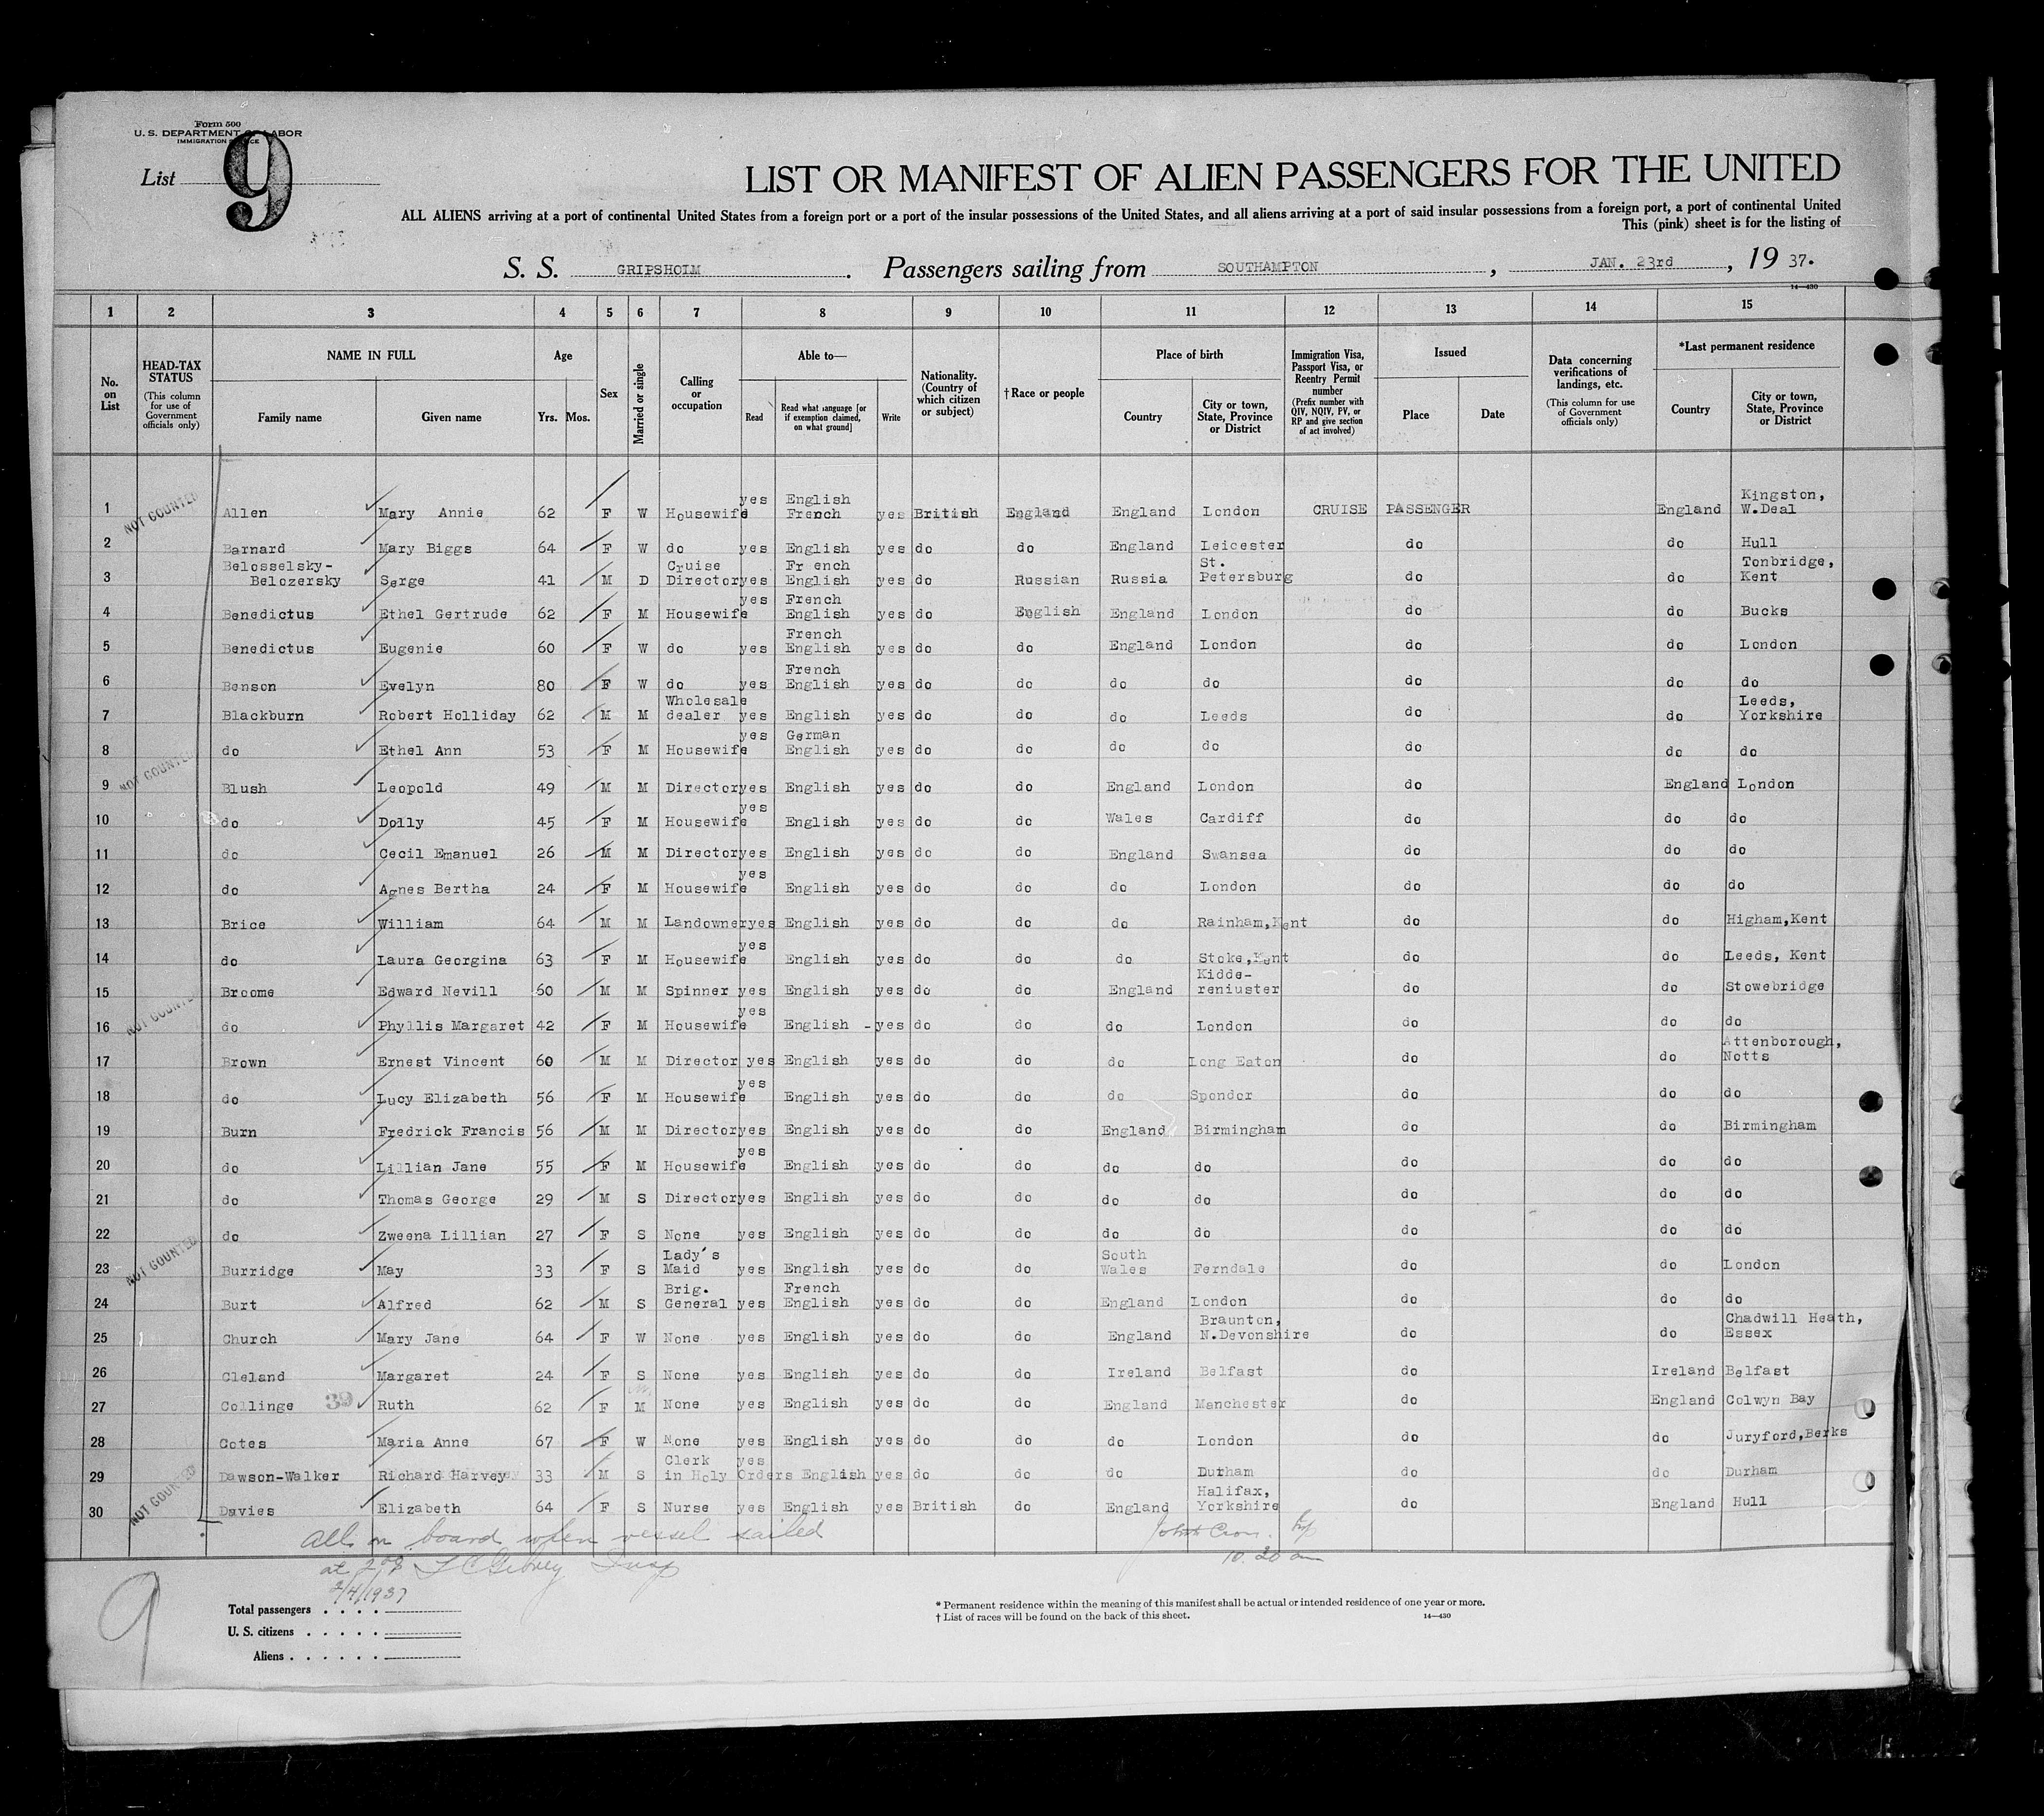 Form 500
U. S. DEPARTMENT OF LABOR
IMMIGRATION SERVICE
List 9
LIST OR MANIFEST OF ALIEN PASSENGERS FOR THE UNITED
ALL ALIENS arriving at a port of continental United States from a foreign port or a port of the insular possessions of the United States, and all aliens arriving at a port of said insular possessions from a foreign port, a port of continental United
This (pink) sheet is for the listing of
S. S. GRIPSHOLM. Passengers sailing from SOUTHAMPTON, JAN. 23rd, 19 37.
14—430
1 2 3 4 5 6 7 8 9 10 11 12 13 14 15
No. on List
HEAD-TAX STATUS (This column for use of Government officials only)
NAME IN FULL Family name Given name
Age Yrs. Mos.
Sex
Married or single
Calling or occupation
Able to— Read Read what language [or if exemption claimed, on what ground] Write
Nationality. (Country of which citizen or subject)
† Race or people
Place of birth Country City or town, State, Province or District
Immigration Visa, Passport Visa, or Reentry Permit number (Prefix number with QIV, NQIV, PV, or RP and give section of act involved)
Issued Place Date
Data concerning verifications of landings, etc. (This column for use of Government officials only)
*Last permanent residence Country City or town, State, Province or District
1 NOT COUNTED Allen Mary Annie 62 F W Housewife yes English French yes British England England London CRUISE PASSENGER England Kingston, W.Deal
2 Barnard Mary Biggs 64 F W do yes English yes do do England Leicester do do Hull
3 Belosselsky-Belozersky Serge 41 M D Cruise Director yes Fr ench English yes do Russian Russia St. Petersburg do do Tonbridge, Kent
4 Benedictus Ethel Gertrude 62 F M Housewife yes French English yes do English England London do do Bucks
5 Benedictus Eugenie 60 F W do yes French English yes do do England London do do London
6 Benson Evelyn 80 F W do yes French English yes do do do do do do do
7 Blackburn Robert Holliday 62 M M Wholesale dealer yes English yes do do do Leeds do do Leeds, Yorkshire
8 do Ethel Ann 53 F M Housewife yes German English yes do do do do do do do
9 NOT COUNTED Blush Leopold 49 M M Director yes English yes do do England London do England London
10 do Dolly 45 F M Housewife yes English yes do do Wales Cardiff do do do
11 do Cecil Emanuel 26 M M Director yes English yes do do England Swansea do do do
12 do Agnes Bertha 24 F M Housewife yes English yes do do do London do do do
13 Brice William 64 M M Landowner yes English yes do do do Rainham,Kent do do Higham,Kent
14 do Laura Georgina 63 F M Housewife yes English yes do do do Stoke,Kent do do Leeds, Kent
15 Broome Edward Nevill 60 M M Spinner yes English yes do do England Kidde-reniuster do do Stowebridge
16 NOT COUNTED do Phyllis Margaret 42 F M Housewife yes English - yes do do do London do do do
17 Brown Ernest Vincent 60 M M Director yes English yes do do do Long Eaton do do Attenborough, Notts
18 do Lucy Elizabeth 56 F M Housewife yes English yes do do do Spondor do do do
19 Burn Fredrick Francis 56 M M Director yes English yes do do England Birmingham do do Birmingham
20 do Lillian Jane 55 F M Housewife yes English yes do do do do do do do
21 do Thomas George 29 M S Director yes English yes do do do do do do do
22 do Zweena Lillian 27 F S None yes English yes do do do do do do do
23 NOT COUNTED Burridge May 33 F S Lady's Maid yes English yes do do South Wales Ferndale do do London
24 Burt Alfred 62 M S Brig. General yes French English yes do do England London do do do
25 Church Mary Jane 64 F W None yes English yes do do England Braunton, N.Devonshire do do Chadwill Heath, Essex
26 Cleland Margaret 24 F S None yes English yes do do Ireland Belfast do Ireland Belfast
27 Collinge 39 Ruth 62 F M None yes English yes do do England Manchester do England Colwyn Bay
28 Cotes Maria Anne 67 F W None yes English yes do do do London do do Juryford,Berks
29 Dawson-Walker Richard Harvey 33 M S Clerk in Holy Orders yes English yes do do do Durham do do Durham
30 NOT COUNTED Davies Elizabeth 64 F S Nurse yes English yes British do England Halifax, Yorkshire do England Hull
All on board when vessel sailed
at Insp
10.20 am
2/4/1937
9
Total passengers
U. S. citizens
Aliens
* Permanent residence within the meaning of this manifest shall be actual or intended residence of one year or more.
† List of races will be found on the back of this sheet.
14—430